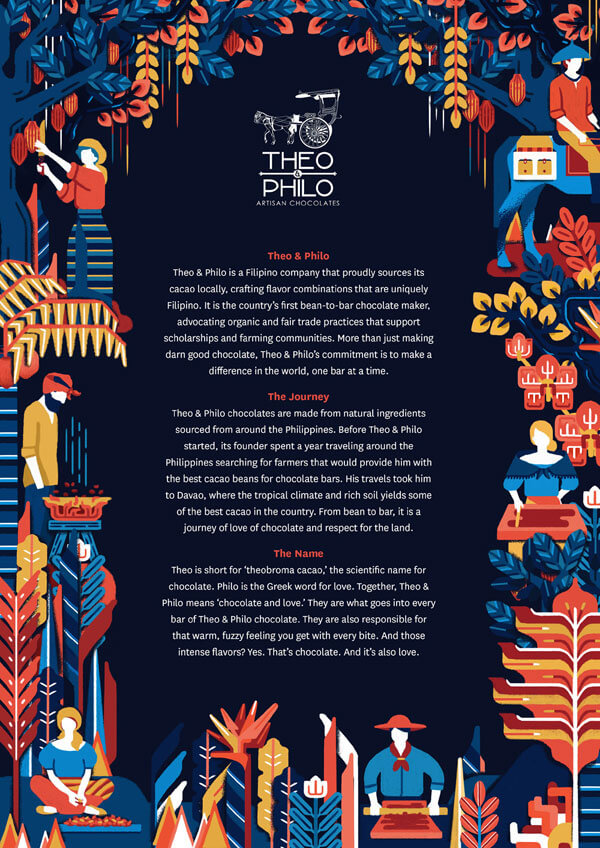 THEO
&
PHILO
ARTISAN CHOCOLATES
Theo & Philo
Theo & Philo is a Filipino company that proudly sources its
cacao locally, crafting flavor combinations that are uniquely
Filipino. It is the country's first bean-to-bar chocolate maker,
advocating organic and fair trade practices that support
scholarships and farming communities. More than just making
darn good chocolate, Theo & Philo's commitment is to make a
difference in the world, one bar at a time.
The Journey
Theo & Philo chocolates are made from natural ingredients
sourced from around the Philippines. Before Theo & Philo
started, its founder spent a year traveling around the
Philippines searching for farmers that would provide him with
the best cacao beans for chocolate bars. His travels took him
to Davao, where the tropical climate and rich soil yields some
of the best cacao in the country. From bean to bar, it is a
journey of love of chocolate and respect for the land.
The Name
Theo is short for 'theobroma cacao,' the scientific name for
chocolate. Philo is the Greek word for love. Together, Theo &
Philo means 'chocolate and love.' They are what goes into every
bar of Theo & Philo chocolate. They are also responsible for
that warm, fuzzy feeling you get with every bite. And those
intense flavors? Yes. That's chocolate. And it's also love.